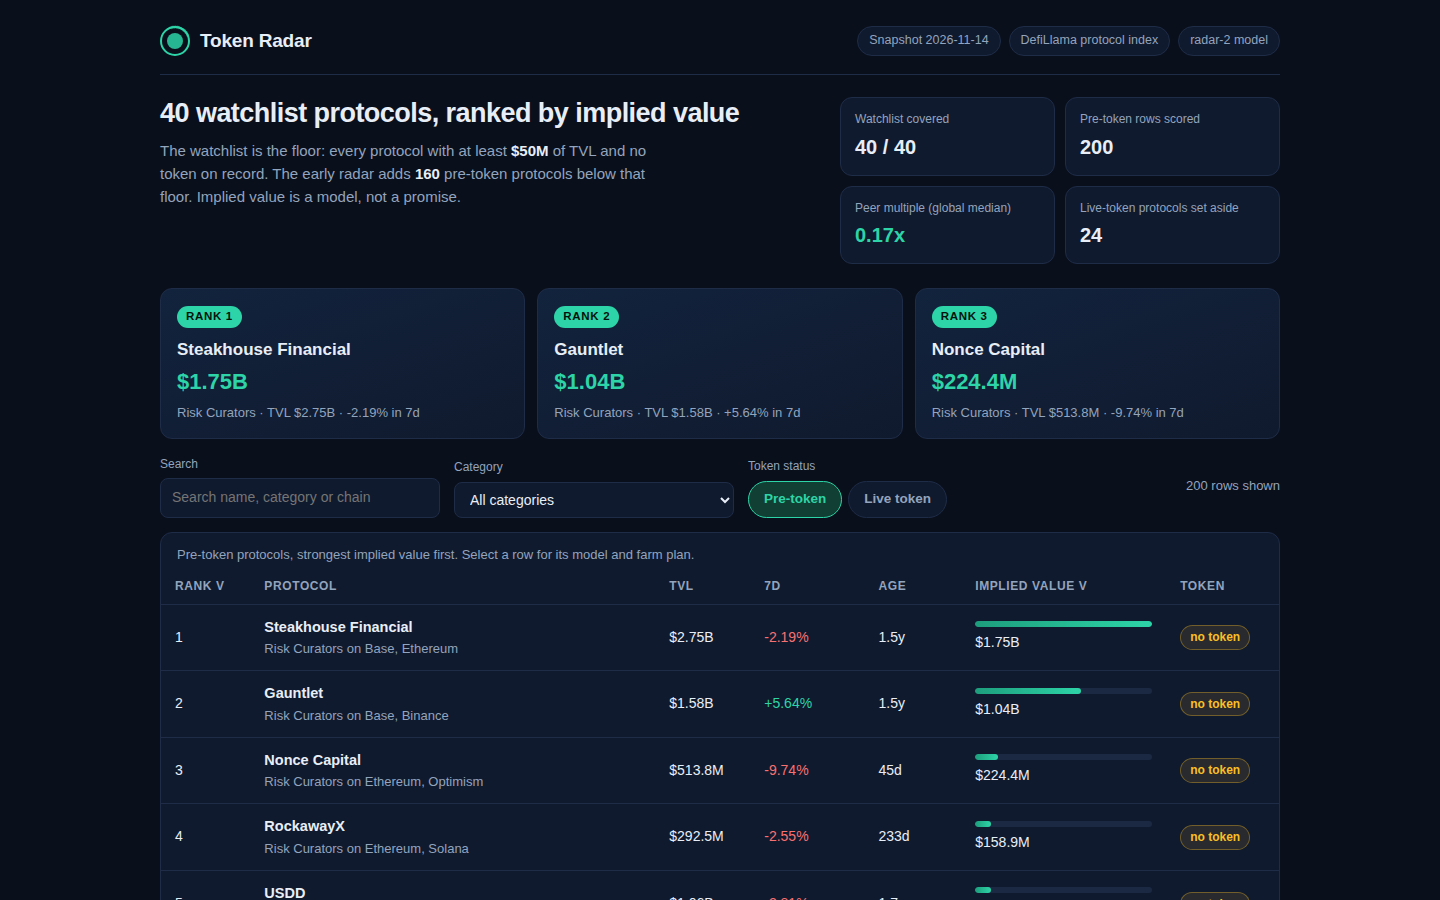 Token Radar
Snapshot 2026-11-14
DefiLlama protocol index
radar-2 model
40 watchlist protocols, ranked by implied value
The watchlist is the floor: every protocol with at least $50M of TVL and no
token on record. The early radar adds 160 pre-token protocols below that
floor. Implied value is a model, not a promise.
Watchlist covered
40 / 40
Pre-token rows scored
200
Peer multiple (global median)
0.17x
Live-token protocols set aside
24
RANK 1
Steakhouse Financial
$1.75B
Risk Curators · TVL $2.75B · -2.19% in 7d
RANK 2
Gauntlet
$1.04B
Risk Curators · TVL $1.58B · +5.64% in 7d
RANK 3
Nonce Capital
$224.4M
Risk Curators · TVL $513.8M · -9.74% in 7d
Search
Search name, category or chain
Category
All categories
Token status
Pre-token
Live token
200 rows shown
Pre-token protocols, strongest implied value first. Select a row for its model and farm plan.
RANK V PROTOCOL TVL 7D AGE IMPLIED VALUE V TOKEN
1 Steakhouse Financial $2.75B -2.19% 1.5y $1.75B no token
Risk Curators on Base, Ethereum
2 Gauntlet $1.58B +5.64% 1.5y $1.04B no token
Risk Curators on Base, Binance
3 Nonce Capital $513.8M -9.74% 45d $224.4M no token
Risk Curators on Ethereum, Optimism
4 RockawayX $292.5M -2.55% 233d $158.9M no token
Risk Curators on Ethereum, Solana
USDD